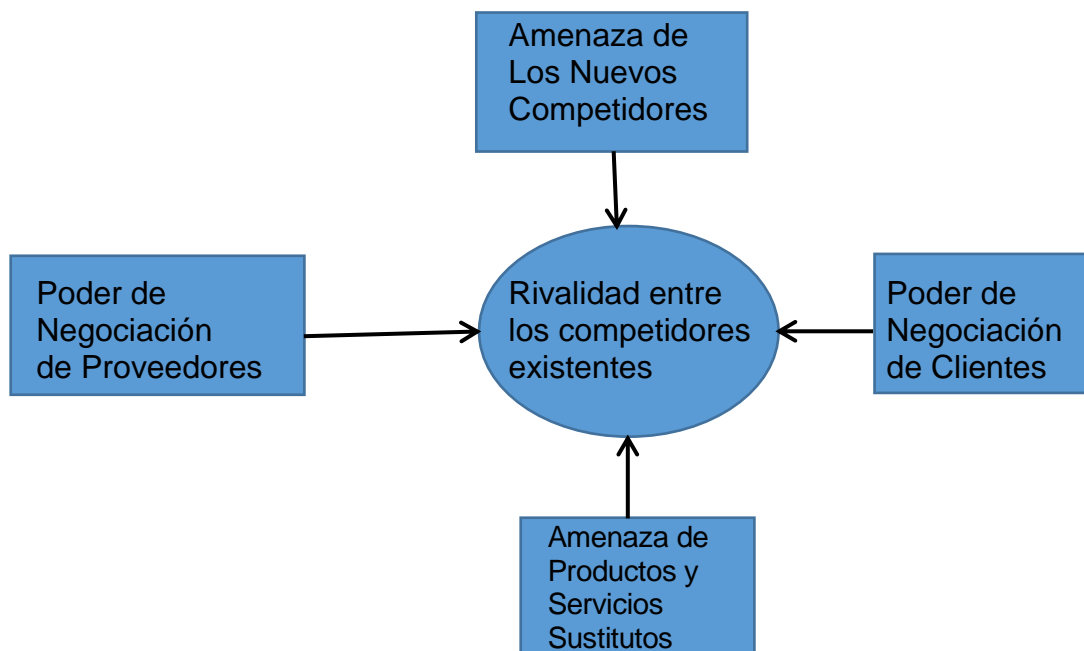 Amenaza de
Los Nuevos
Competidores
Poder de
Negociación
de Proveedores
Rivalidad entre
los competidores
existentes
Poder de
Negociación
de Clientes
Amenaza de
Productos y
Servicios
Sustitutos